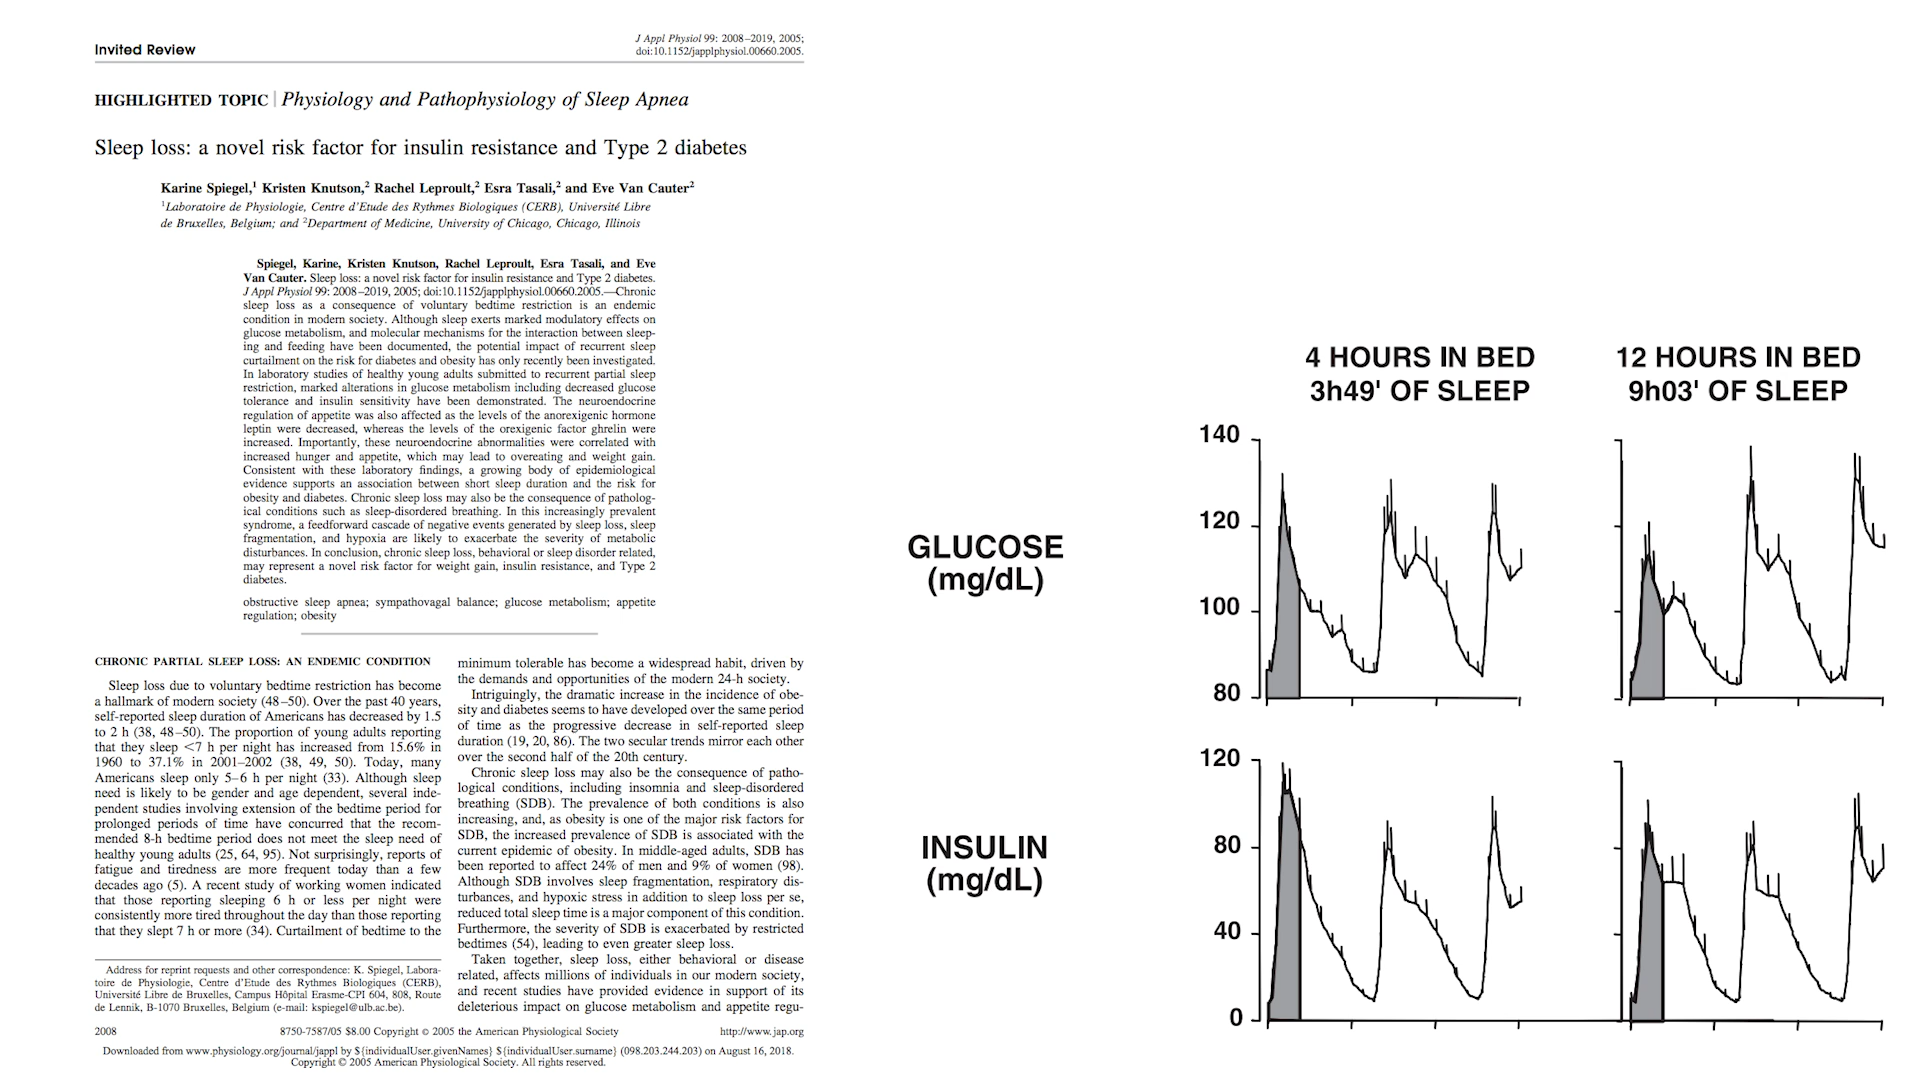 Invited Review
J Appl Physiol 99: 2008–2019, 2005;
doi:10.1152/japplphysiol.00660.2005.
HIGHLIGHTED TOPIC | Physiology and Pathophysiology of Sleep Apnea
Sleep loss: a novel risk factor for insulin resistance and Type 2 diabetes
Karine Spiegel,1 Kristen Knutson,2 Rachel Leproult,2 Esra Tasali,2 and Eve Van Cauter2
1Laboratoire de Physiologie, Centre d'Etude des Rythmes Biologiques (CERB), Université Libre
de Bruxelles, Belgium; and 2Department of Medicine, University of Chicago, Chicago, Illinois
Spiegel, Karine, Kristen Knutson, Rachel Leproult, Esra Tasali, and Eve
Van Cauter. Sleep loss: a novel risk factor for insulin resistance and Type 2 diabetes.
J Appl Physiol 99: 2008–2019, 2005; doi:10.1152/japplphysiol.00660.2005.—Chronic
sleep loss as a consequence of voluntary bedtime restriction is an endemic
condition in modern society. Although sleep exerts marked modulatory effects on
glucose metabolism, and molecular mechanisms for the interaction between sleep-
ing and feeding have been documented, the potential impact of recurrent sleep
curtailment on the risk for diabetes and obesity has only recently been investigated.
In laboratory studies of healthy young adults submitted to recurrent partial sleep
restriction, marked alterations in glucose metabolism including decreased glucose
tolerance and insulin sensitivity have been demonstrated. The neuroendocrine
regulation of appetite was also affected as the levels of the anorexigenic hormone
leptin were decreased, whereas the levels of the orexigenic factor ghrelin were
increased. Importantly, these neuroendocrine abnormalities were correlated with
increased hunger and appetite, which may lead to overeating and weight gain.
Consistent with these laboratory findings, a growing body of epidemiological
evidence supports an association between short sleep duration and the risk for
obesity and diabetes. Chronic sleep loss may also be the consequence of patholog-
ical conditions such as sleep-disordered breathing. In this increasingly prevalent
syndrome, a feedforward cascade of negative events generated by sleep loss, sleep
fragmentation, and hypoxia are likely to exacerbate the severity of metabolic
disturbances. In conclusion, chronic sleep loss, behavioral or sleep disorder related,
may represent a novel risk factor for weight gain, insulin resistance, and Type 2
diabetes.
obstructive sleep apnea; sympathovagal balance; glucose metabolism; appetite
regulation; obesity
CHRONIC PARTIAL SLEEP LOSS: AN ENDEMIC CONDITION
Sleep loss due to voluntary bedtime restriction has become
a hallmark of modern society (48–50). Over the past 40 years,
self-reported sleep duration of Americans has decreased by 1.5
to 2 h (38, 48–50). The proportion of young adults reporting
that they sleep <7 h per night has increased from 15.6% in
1960 to 37.1% in 2001–2002 (38, 49, 50). Today, many
Americans sleep only 5–6 h per night (33). Although sleep
need is likely to be gender and age dependent, several inde-
pendent studies involving extension of the bedtime period for
prolonged periods of time have concurred that the recom-
mended 8-h bedtime period does not meet the sleep need of
healthy young adults (25, 64, 95). Not surprisingly, reports of
fatigue and tiredness are more frequent today than a few
decades ago (5). A recent study of working women indicated
that those reporting sleeping 6 h or less per night were
consistently more tired throughout the day than those reporting
that they slept 7 h or more (34). Curtailment of bedtime to the
Address for reprint requests and other correspondence: K. Spiegel, Labora-
toire de Physiologie, Centre d'Etude des Rythmes Biologiques (CERB),
Université Libre de Bruxelles, Campus Hôpital Erasme-CPI 604, 808, Route
de Lennik, B-1070 Bruxelles, Belgium (e-mail: kspiegel@ulb.ac.be).
minimum tolerable has become a widespread habit, driven by
the demands and opportunities of the modern 24-h society.
Intriguingly, the dramatic increase in the incidence of obe-
sity and diabetes seems to have developed over the same period
of time as the progressive decrease in self-reported sleep
duration (19, 20, 86). The two secular trends mirror each other
over the second half of the 20th century.
Chronic sleep loss may also be the consequence of patho-
logical conditions, including insomnia and sleep-disordered
breathing (SDB). The prevalence of both conditions is also
increasing, and, as obesity is one of the major risk factors for
SDB, the increased prevalence of SDB is associated with the
current epidemic of obesity. In middle-aged adults, SDB has
been reported to affect 24% of men and 9% of women (98).
Although SDB involves sleep fragmentation, respiratory dis-
turbances, and hypoxic stress in addition to sleep loss per se,
reduced total sleep time is a major component of this condition.
Furthermore, the severity of SDB is exacerbated by restricted
bedtimes (54), leading to even greater sleep loss.
Taken together, sleep loss, either behavioral or disease
related, affects millions of individuals in our modern society,
and recent studies have provided evidence in support of its
deleterious impact on glucose metabolism and appetite regu-
2008
8750-7587/05 $8.00 Copyright © 2005 the American Physiological Society
http://www.jap.org
Downloaded from www.physiology.org/journal/jappl by ${individualUser.givenNames} ${individualUser.surname} (098.203.244.203) on August 16, 2018.
Copyright © 2005 American Physiological Society. All rights reserved.
4 HOURS IN BED
3h49' OF SLEEP
12 HOURS IN BED
9h03' OF SLEEP
GLUCOSE
(mg/dL)
140
120
100
80
INSULIN
(mg/dL)
120
80
40
0